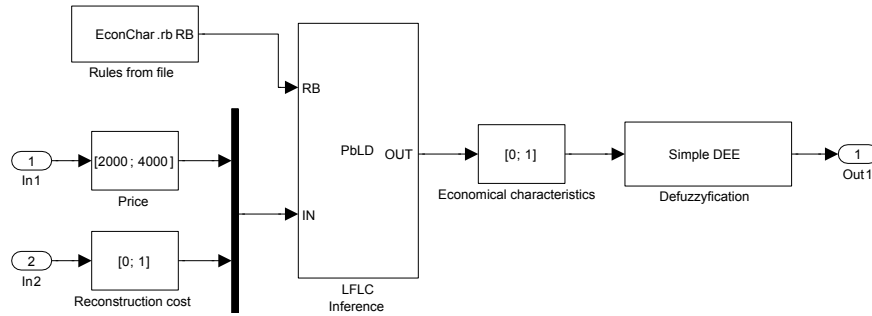 EconChar .rb RB
Rules from file
RB
PbLD
OUT
IN
LFLC
Inference
1
In1
[2000 ; 4000 ]
Price
2
In2
[0; 1]
Reconstruction cost
[0; 1]
Economical characteristics
Simple DEE
Defuzzyfication
1
Out1